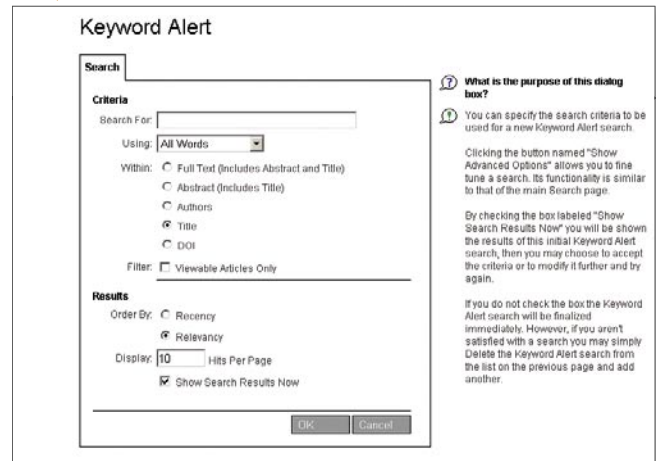 Keyword Alert
Search
Criteria
Search For:
Using: All Words
Within: Full Text (Includes Abstract and Title)
Abstract (Includes Title)
Authors
Title
DOI
Filter: Viewable Articles Only
Results
Order By: Recency
Relevancy
Display: 10 Hits Per Page
Show Search Results Now
OK Cancel
What is the purpose of this dialog
box?
You can specify the search criteria to be
used for a new Keyword Alert search.
Clicking the button named "Show
Advanced Options" allows you to fine
tune a search. Its functionality is similar
to that of the main Search page.
By checking the box labeled "Show
Search Results Now" you will be shown
the results of this initial Keyword Alert
search, then you may choose to accept
the criteria or to modify it further and try
again.
If you do not check the box the Keyword
Alert search will be finalized
immediately. However, if you aren't
satisfied with a search you may simply
Delete the Keyword Alert search from
the list on the previous page and add
another.